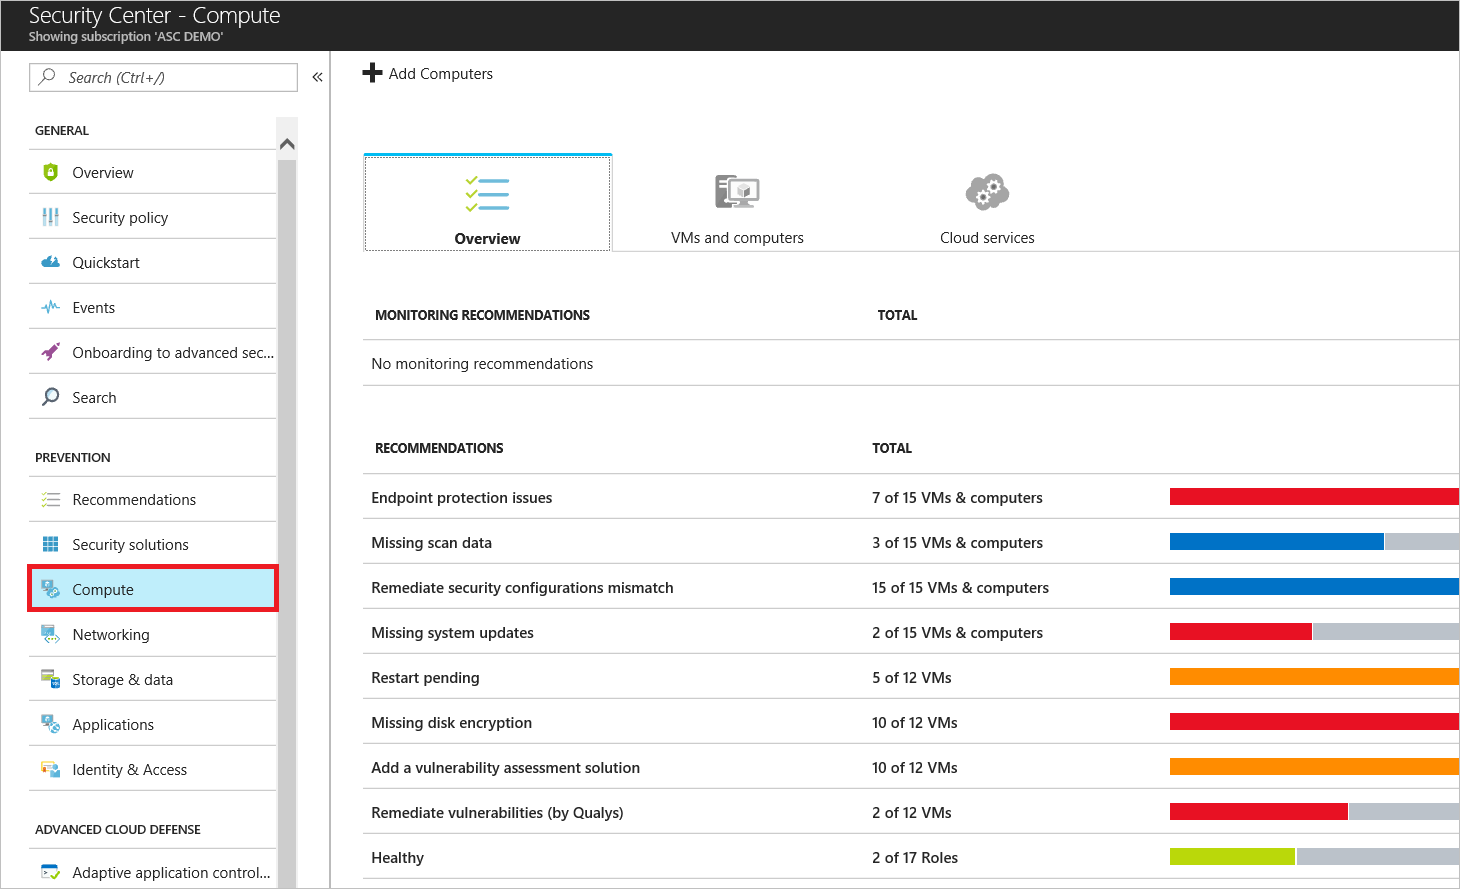 Security Center - Compute
Showing subscription 'ASC DEMO'
Search (Ctrl+/)
«
Add Computers
GENERAL
Overview
Security policy
Quickstart
Events
Onboarding to advanced sec...
Search
PREVENTION
Recommendations
Security solutions
Compute
Networking
Storage & data
Applications
Identity & Access
ADVANCED CLOUD DEFENSE
Adaptive application control...
Overview
VMs and computers
Cloud services
MONITORING RECOMMENDATIONS TOTAL
No monitoring recommendations
RECOMMENDATIONS TOTAL
Endpoint protection issues 7 of 15 VMs & computers
Missing scan data 3 of 15 VMs & computers
Remediate security configurations mismatch 15 of 15 VMs & computers
Missing system updates 2 of 15 VMs & computers
Restart pending 5 of 12 VMs
Missing disk encryption 10 of 12 VMs
Add a vulnerability assessment solution 10 of 12 VMs
Remediate vulnerabilities (by Qualys) 2 of 12 VMs
Healthy 2 of 17 Roles